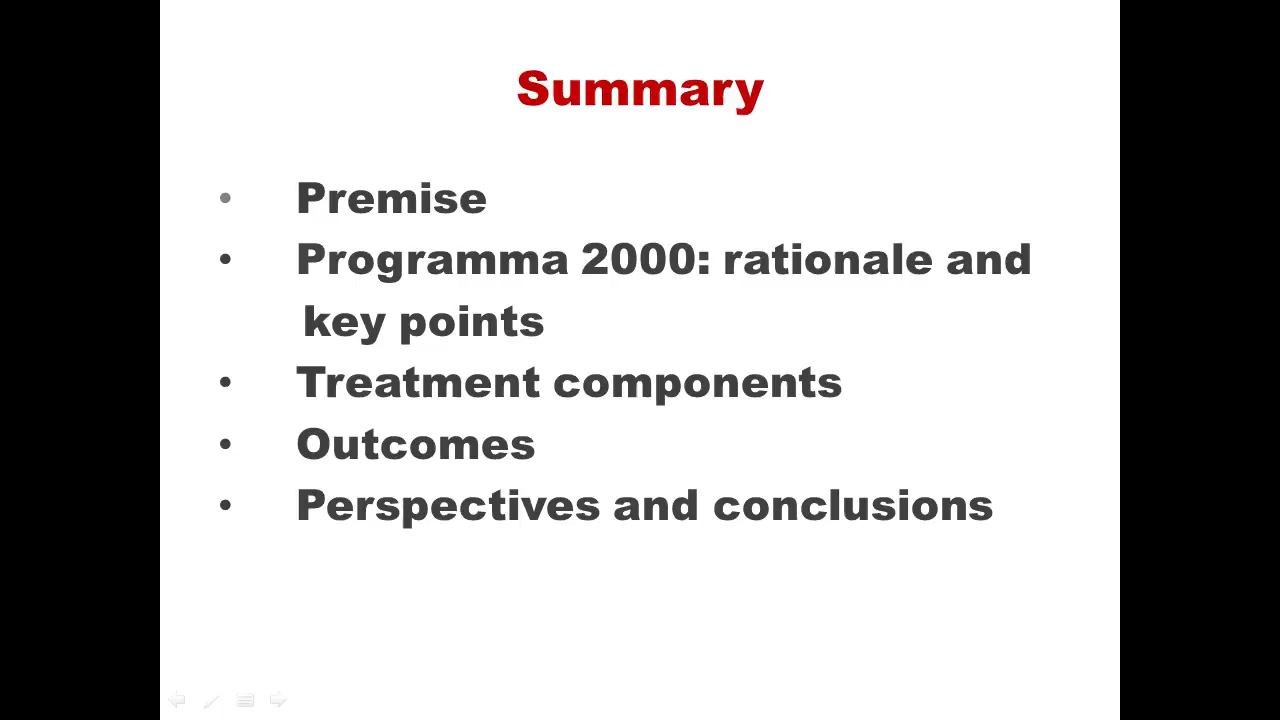 Summary
• Premise
• Programma 2000: rationale and
key points
• Treatment components
• Outcomes
• Perspectives and conclusions